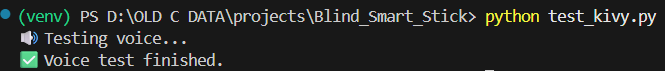 (venv) PS D:\OLD C DATA\projects\Blind_Smart_Stick> python test_kivy.py
🔊 Testing voice...
✅ Voice test finished.